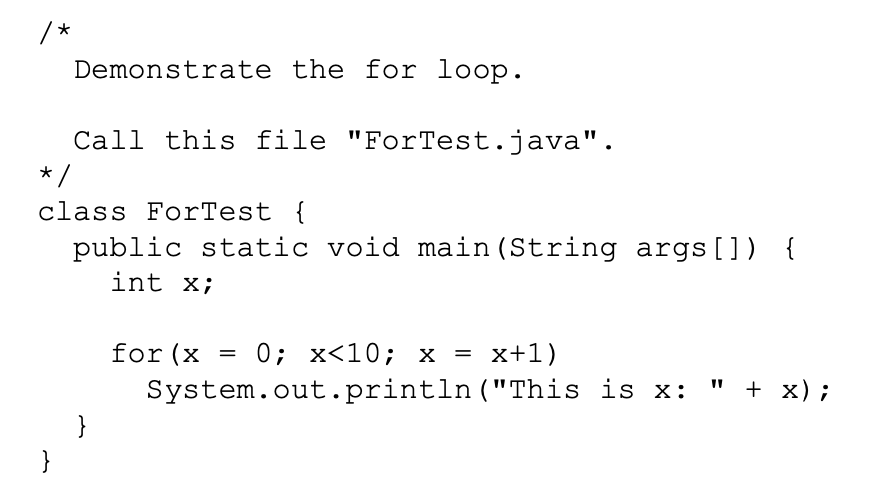 /*
  Demonstrate the for loop.

  Call this file "ForTest.java".
*/
class ForTest {
  public static void main(String args[]) {
    int x;

    for(x = 0; x<10; x = x+1)
      System.out.println("This is x: " + x);
  }
}